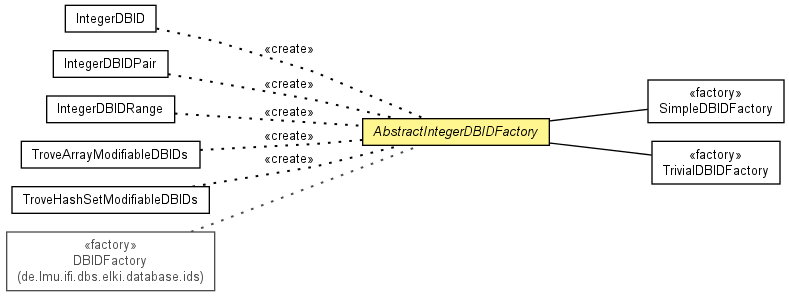 IntegerDBID
«create»
IntegerDBIDPair
«create»
IntegerDBIDRange
«create»
TroveArrayModifiableDBIDs
«create»
TroveHashSetModifiableDBIDs
«create»
«factory»
DBIDFactory
(de.lmu.ifi.dbs.elki.database.ids)
AbstractIntegerDBIDFactory
«factory»
SimpleDBIDFactory
«factory»
TrivialDBIDFactory